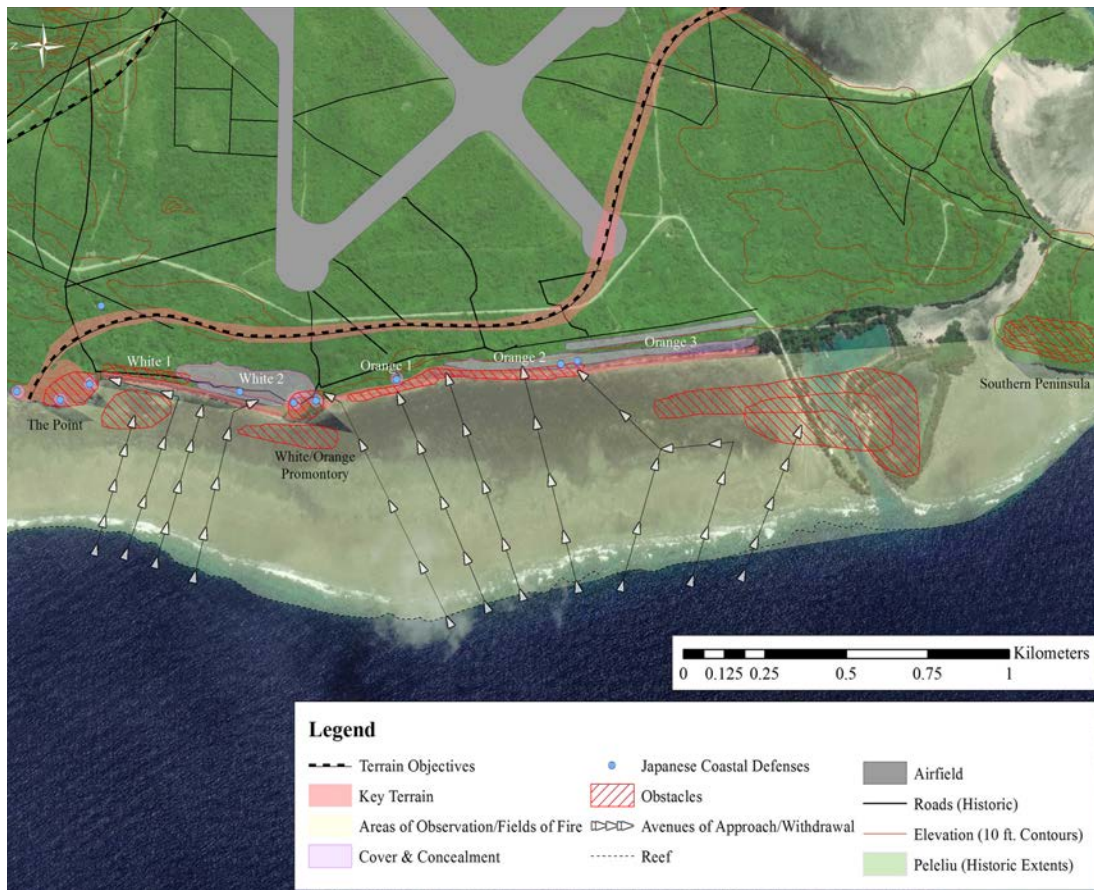 Z
White 1
White 2
Orange 1
Orange 2
Orange 3
The Point
White/Orange
Promontory
Southern Peninsula
Kilometers
0 0.125 0.25 0.5 0.75 1
Legend
Terrain Objectives
Key Terrain
Areas of Observation/Fields of Fire
Cover & Concealment
Japanese Coastal Defenses
Obstacles
Avenues of Approach/Withdrawal
Reef
Airfield
Roads (Historic)
Elevation (10 ft. Contours)
Peleliu (Historic Extents)